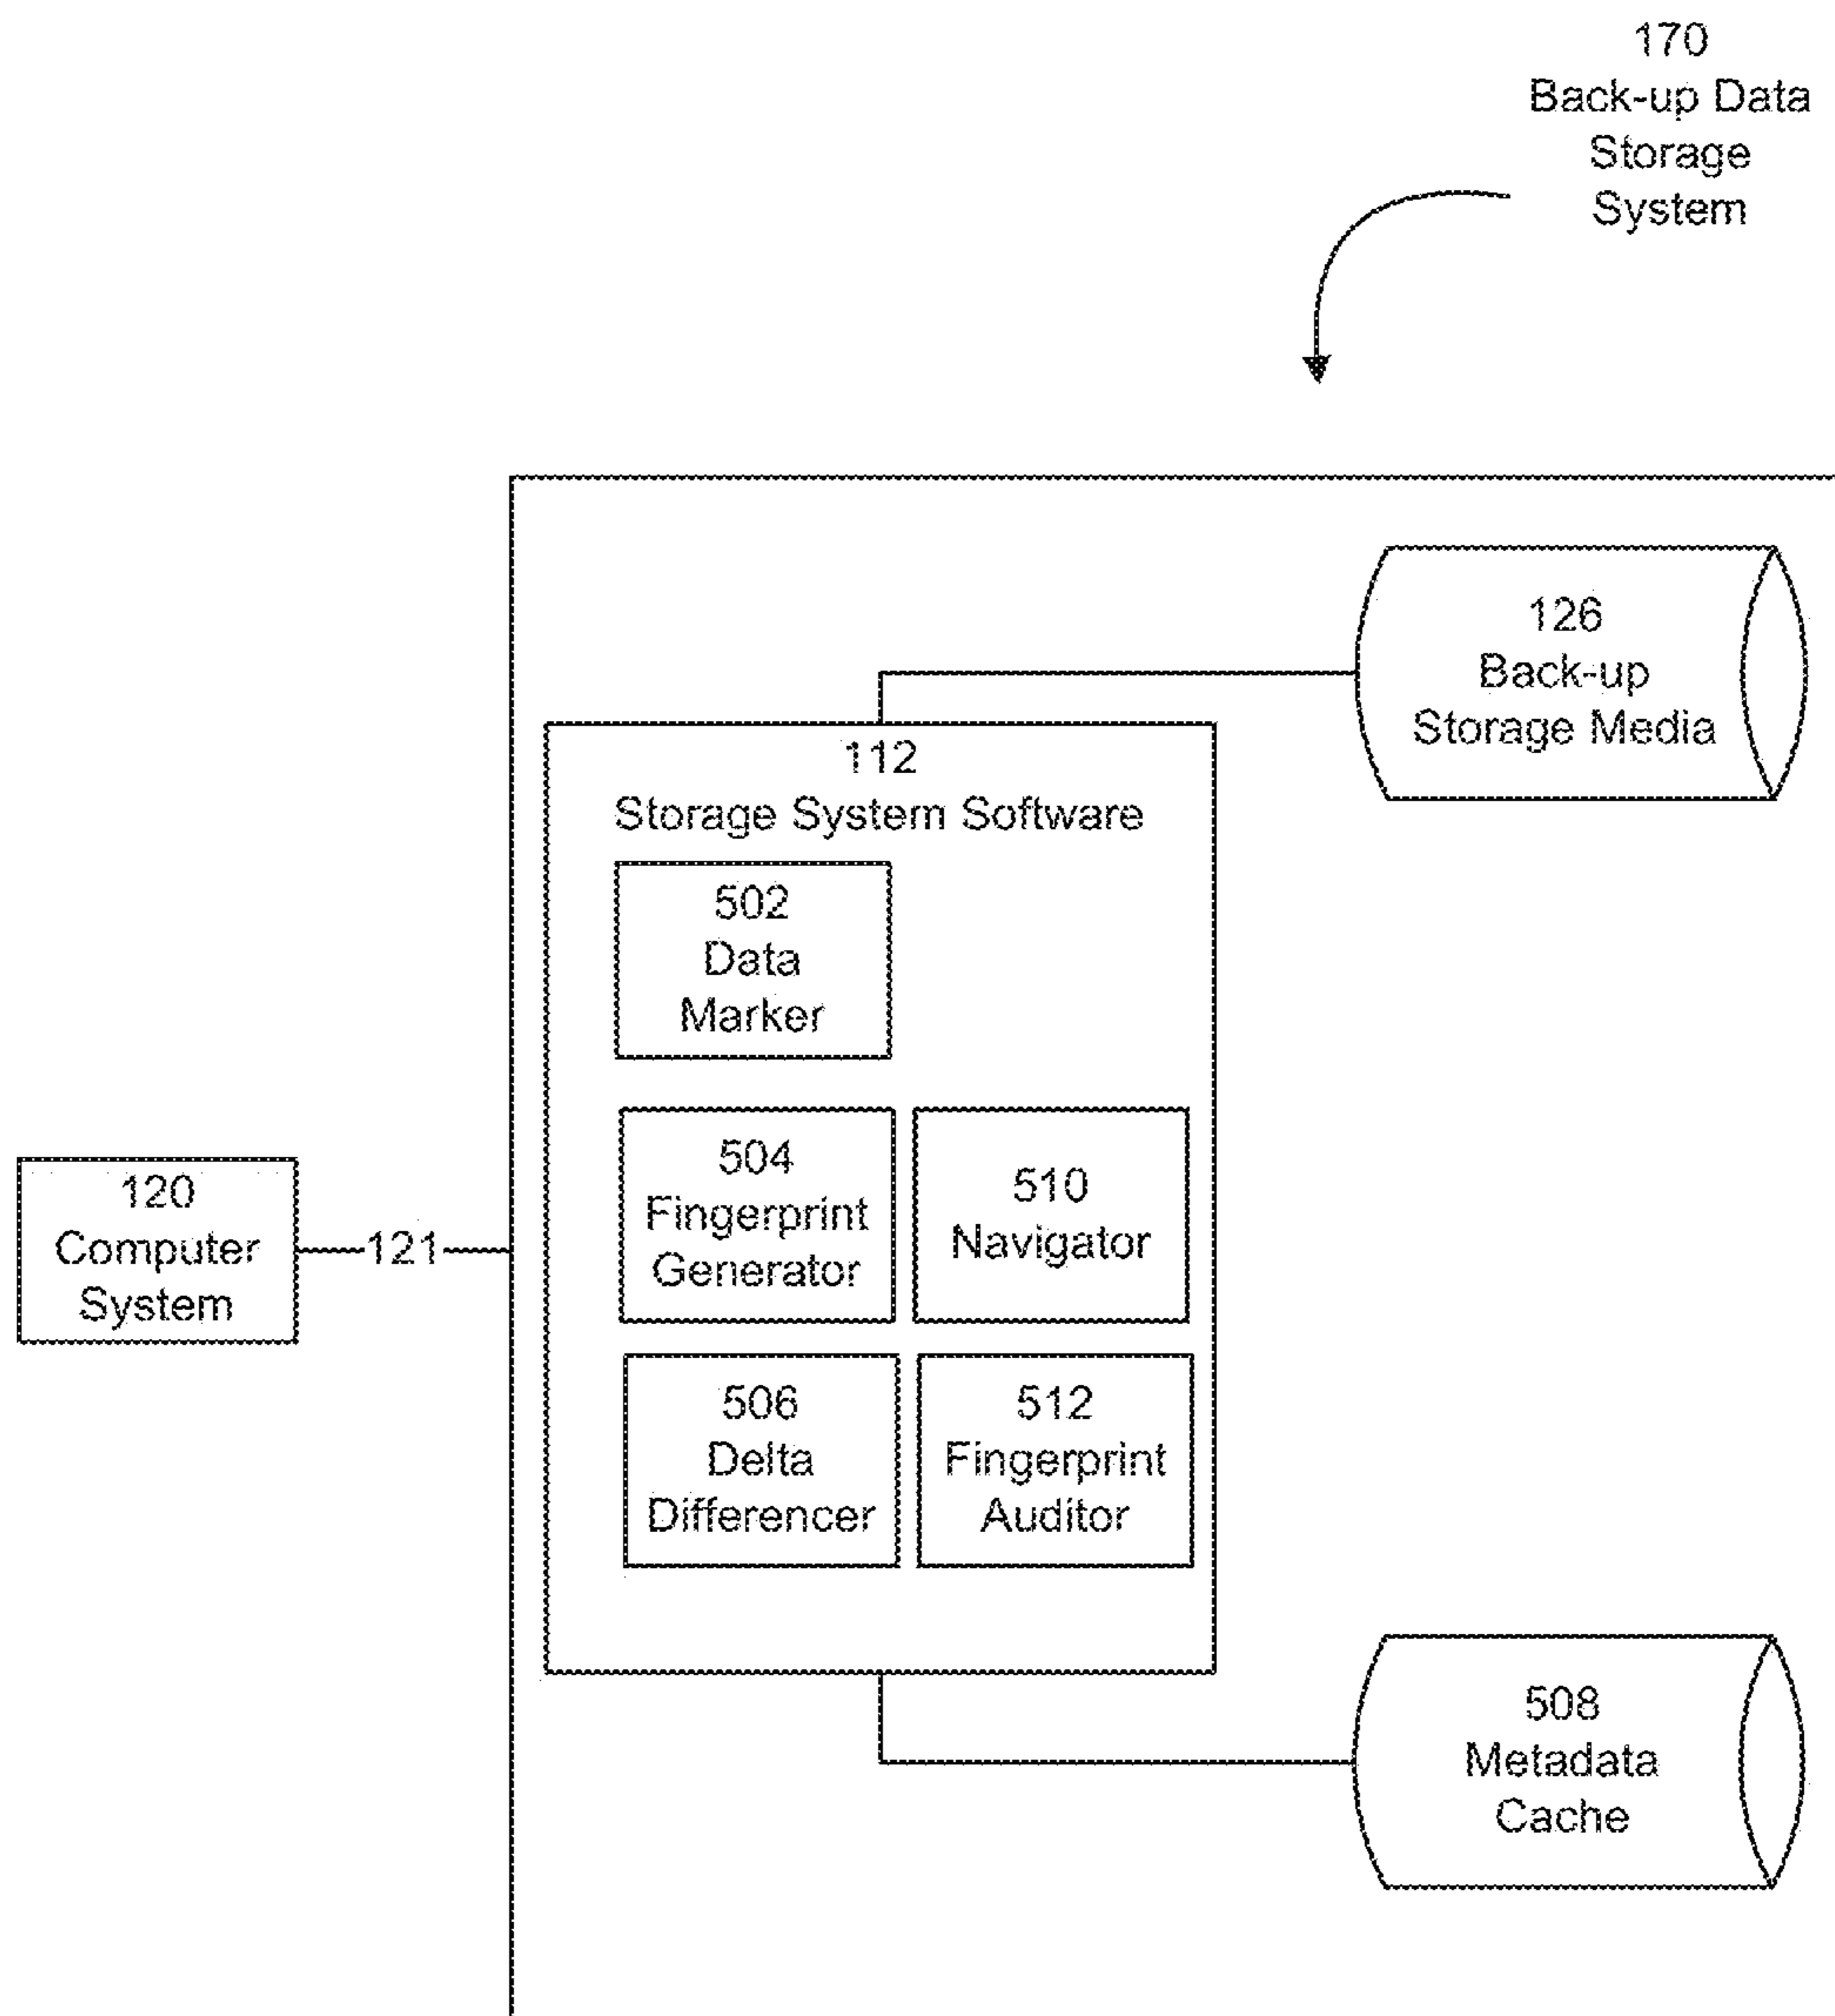 170
Back-up Data
Storage
System
126
Back-up
Storage Media
112
Storage System Software
502
Data
Marker
504
Fingerprint
Generator
510
Navigator
120
Computer
System
121
506
Delta
Differencer
512
Fingerprint
Auditor
508
Metadata
Cache